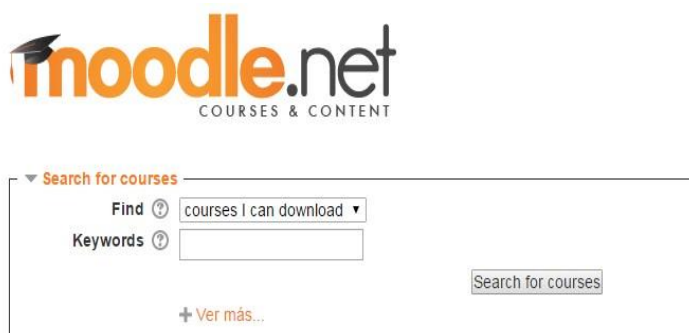 moodle.net
COURSES & CONTENT
Search for courses
Find courses I can download
Keywords
Search for courses
Ver más...